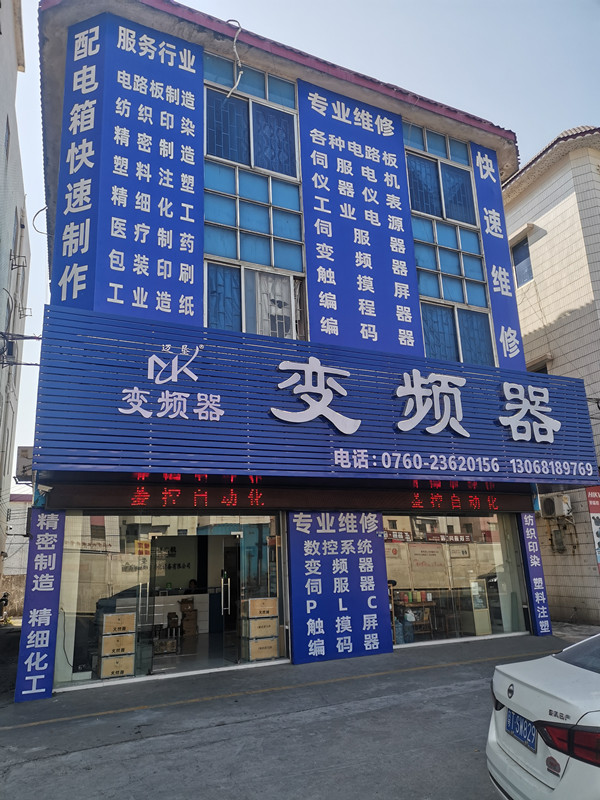 配电箱快速制作
服务行业
电路板制造
纺织印染
精密制造
塑料注塑
精细化工
医疗制药
包装印刷
工业造纸
专业维修
各种电路板
伺服电机
仪器仪表
工业电源
伺服器
变频器
触摸屏
编程器
编码器
快速维修
变频器
变频器
电话：0760-23620156 13068189769
控自动化
控自动化
精密制造 精细化工
专业维修
数控系统
变频器
伺服器
PLC
触摸屏
编码器
纺织印染 塑料注塑